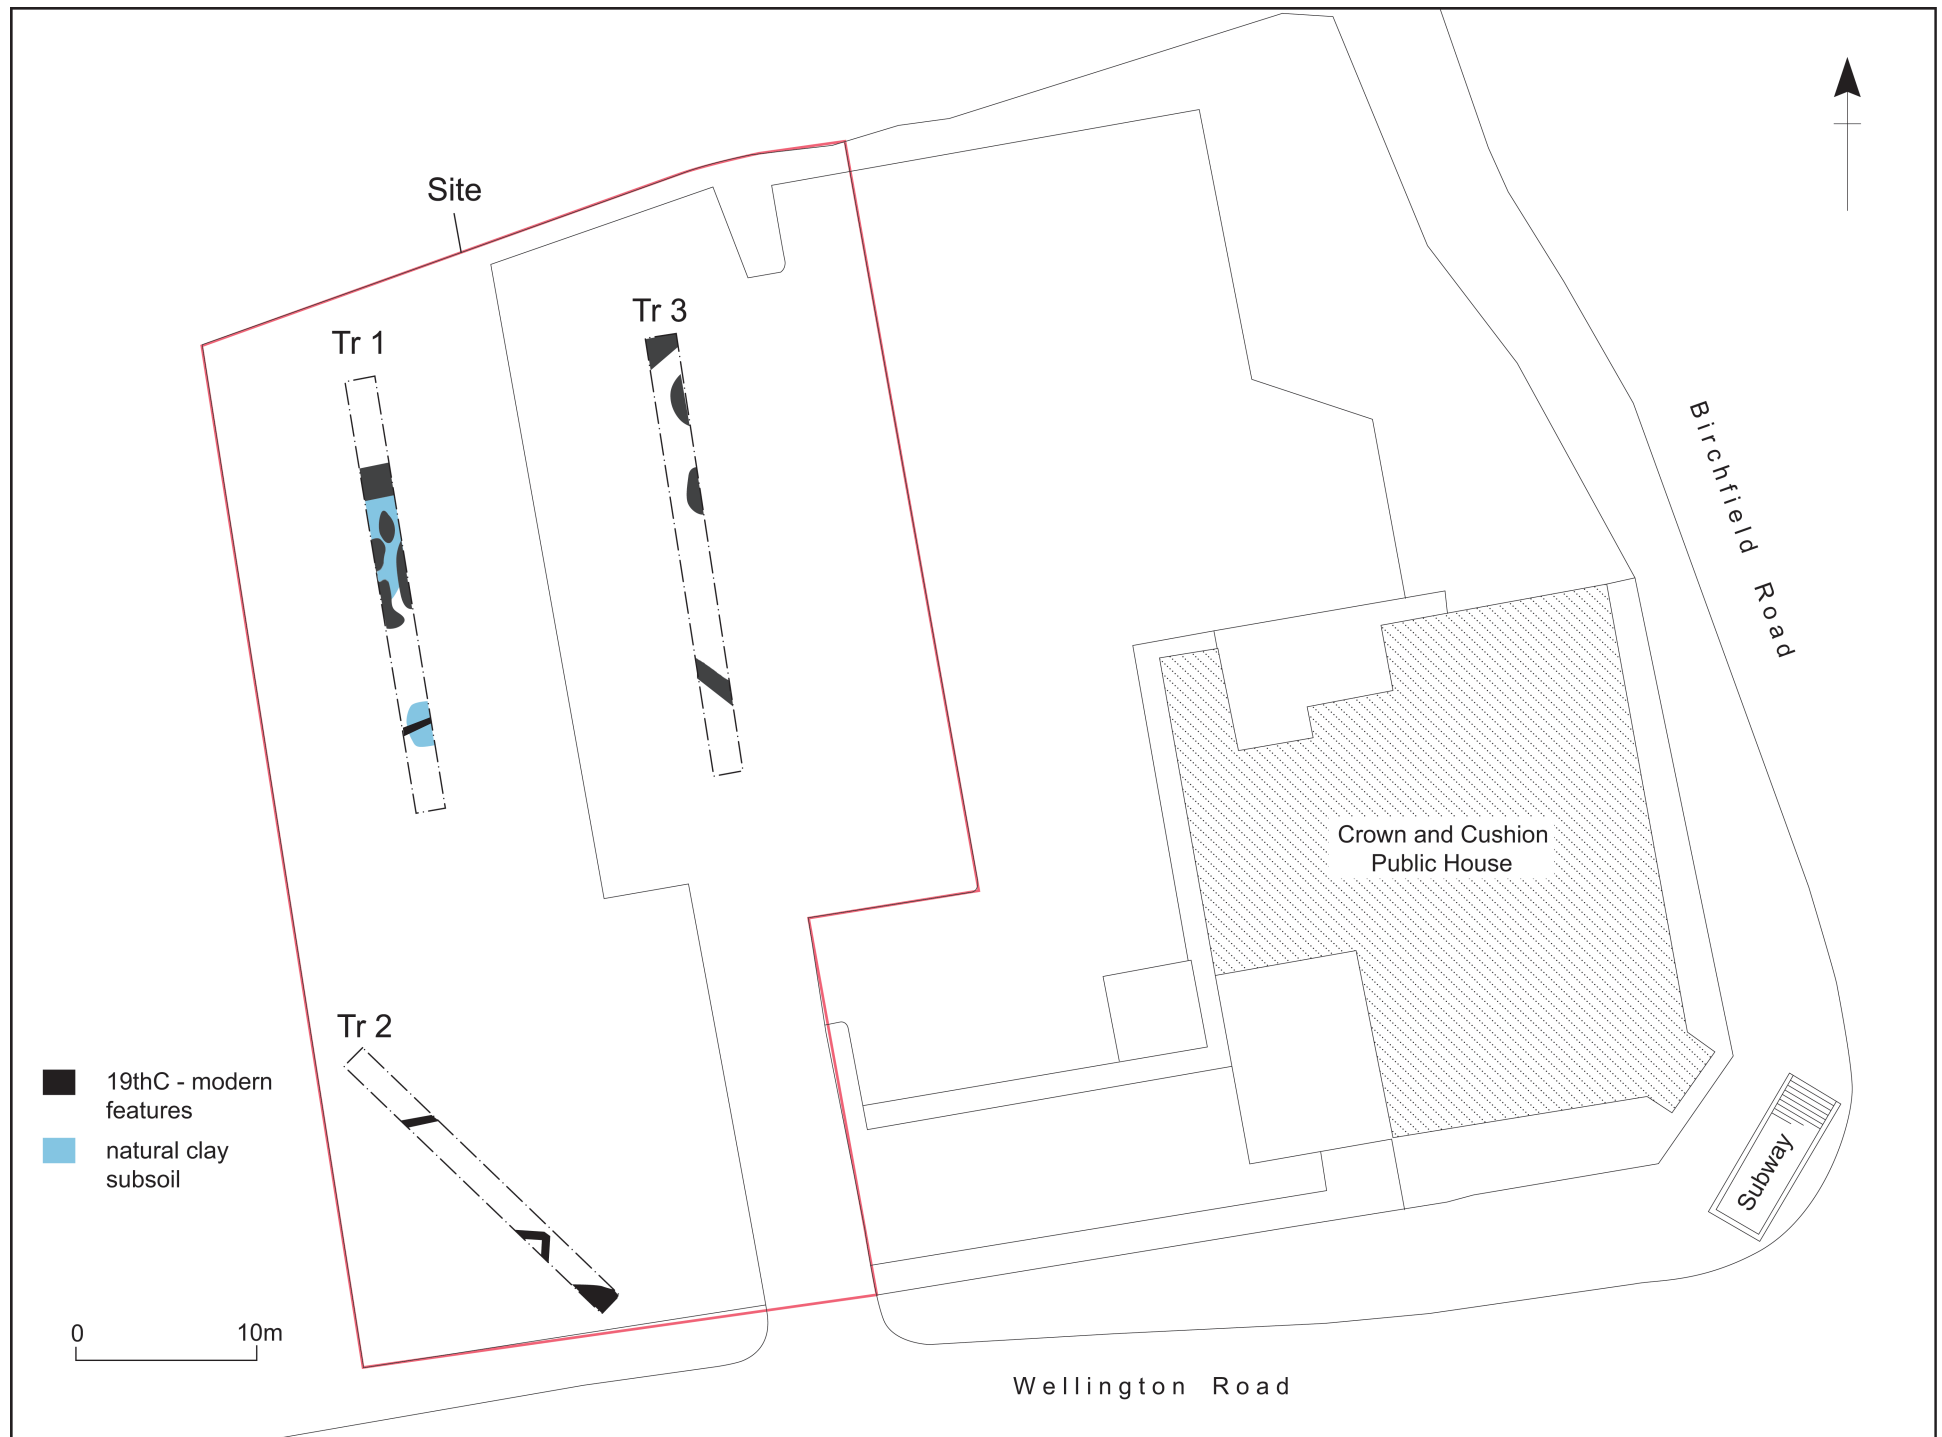 Site
Tr 3
Tr 1
Birchfield Road
Crown and Cushion
Public House
Tr 2
19thC - modern
features
natural clay
subsoil
Subway
0 10m
Wellington Road